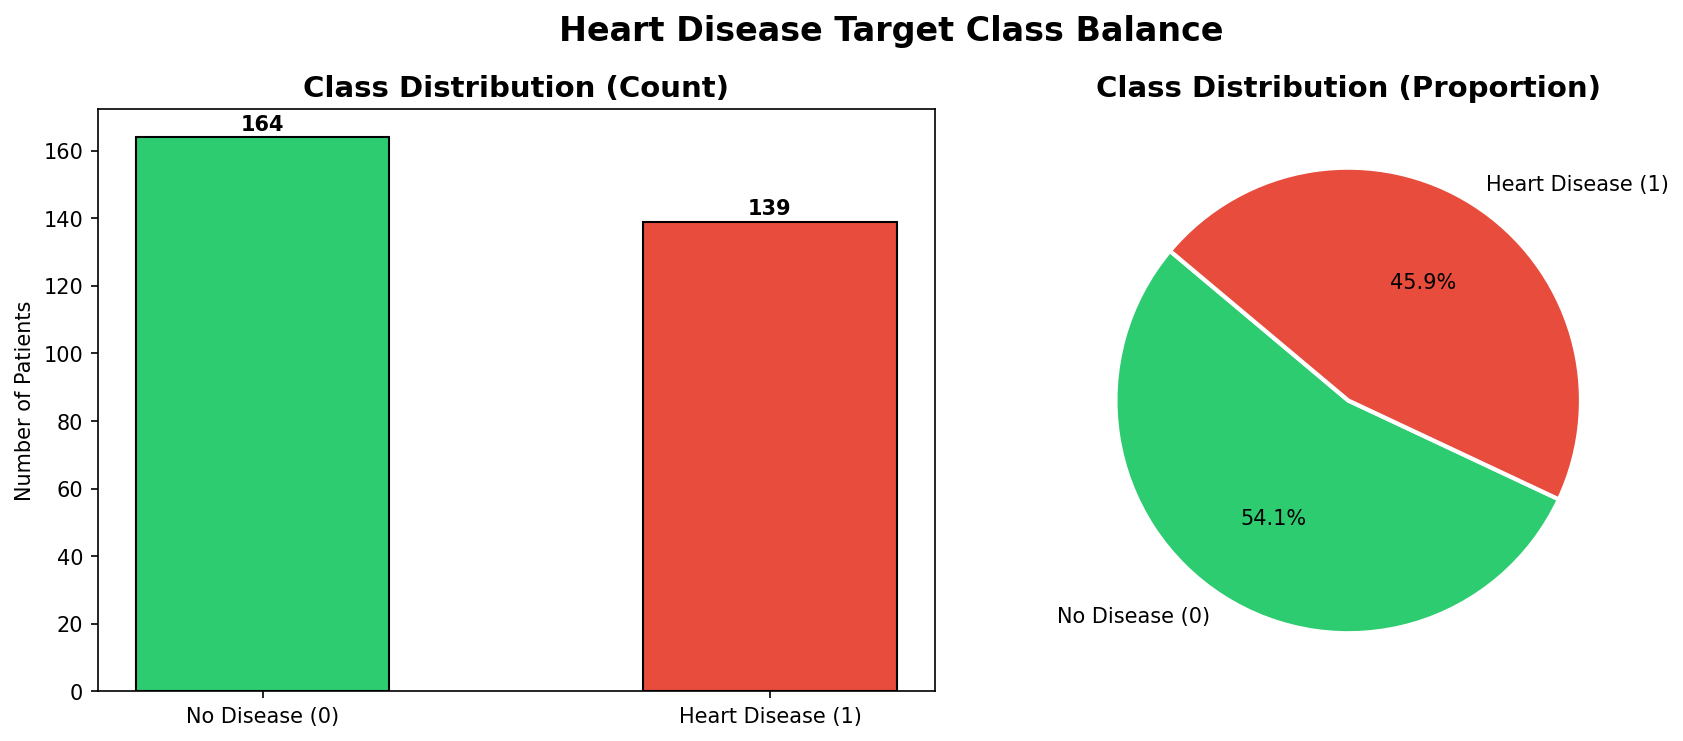 Heart Disease Target Class Balance
Class Distribution (Count)
164
139
160
140
120
100
80
60
40
20
0
Number of Patients
No Disease (0)
Heart Disease (1)
Class Distribution (Proportion)
Heart Disease (1)
45.9%
54.1%
No Disease (0)